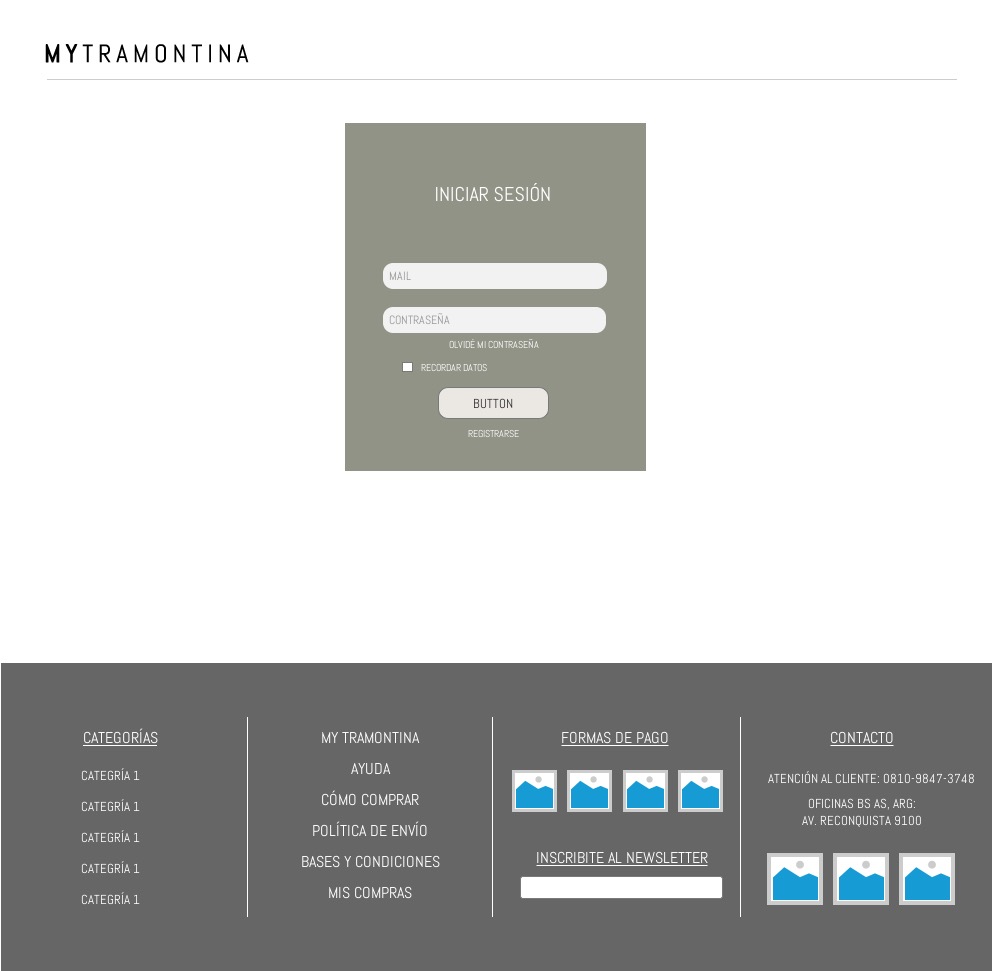 MYTRAMONTINA
INICIAR SESIÓN
MAIL
CONTRASEÑA
OLVIDÉ MI CONTRASEÑA
RECORDAR DATOS
BUTTON
REGISTRARSE
CATEGORÍAS
CATEGRÍA 1
CATEGRÍA 1
CATEGRÍA 1
CATEGRÍA 1
CATEGRÍA 1
MY TRAMONTINA
AYUDA
CÓMO COMPRAR
POLÍTICA DE ENVÍO
BASES Y CONDICIONES
MIS COMPRAS
FORMAS DE PAGO
INSCRIBITE AL NEWSLETTER
CONTACTO
ATENCIÓN AL CLIENTE: 0810-9847-3748
OFICINAS BS AS, ARG:
AV. RECONQUISTA 9100